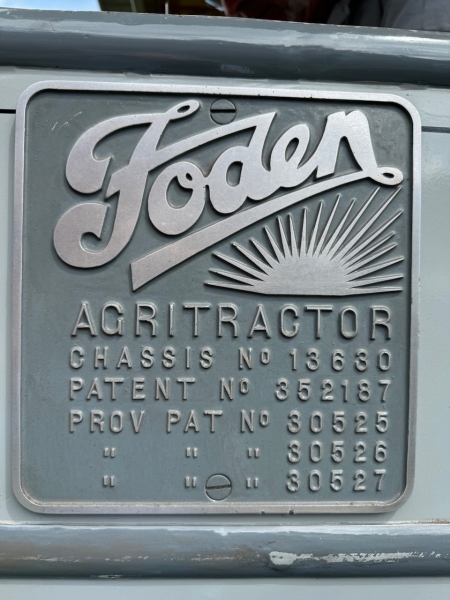 Foden
AGRITRACTOR
CHASSIS Nº 13630
PATENT Nº 352187
PROV PAT Nº 30525
" " " 30526
" " " 30527